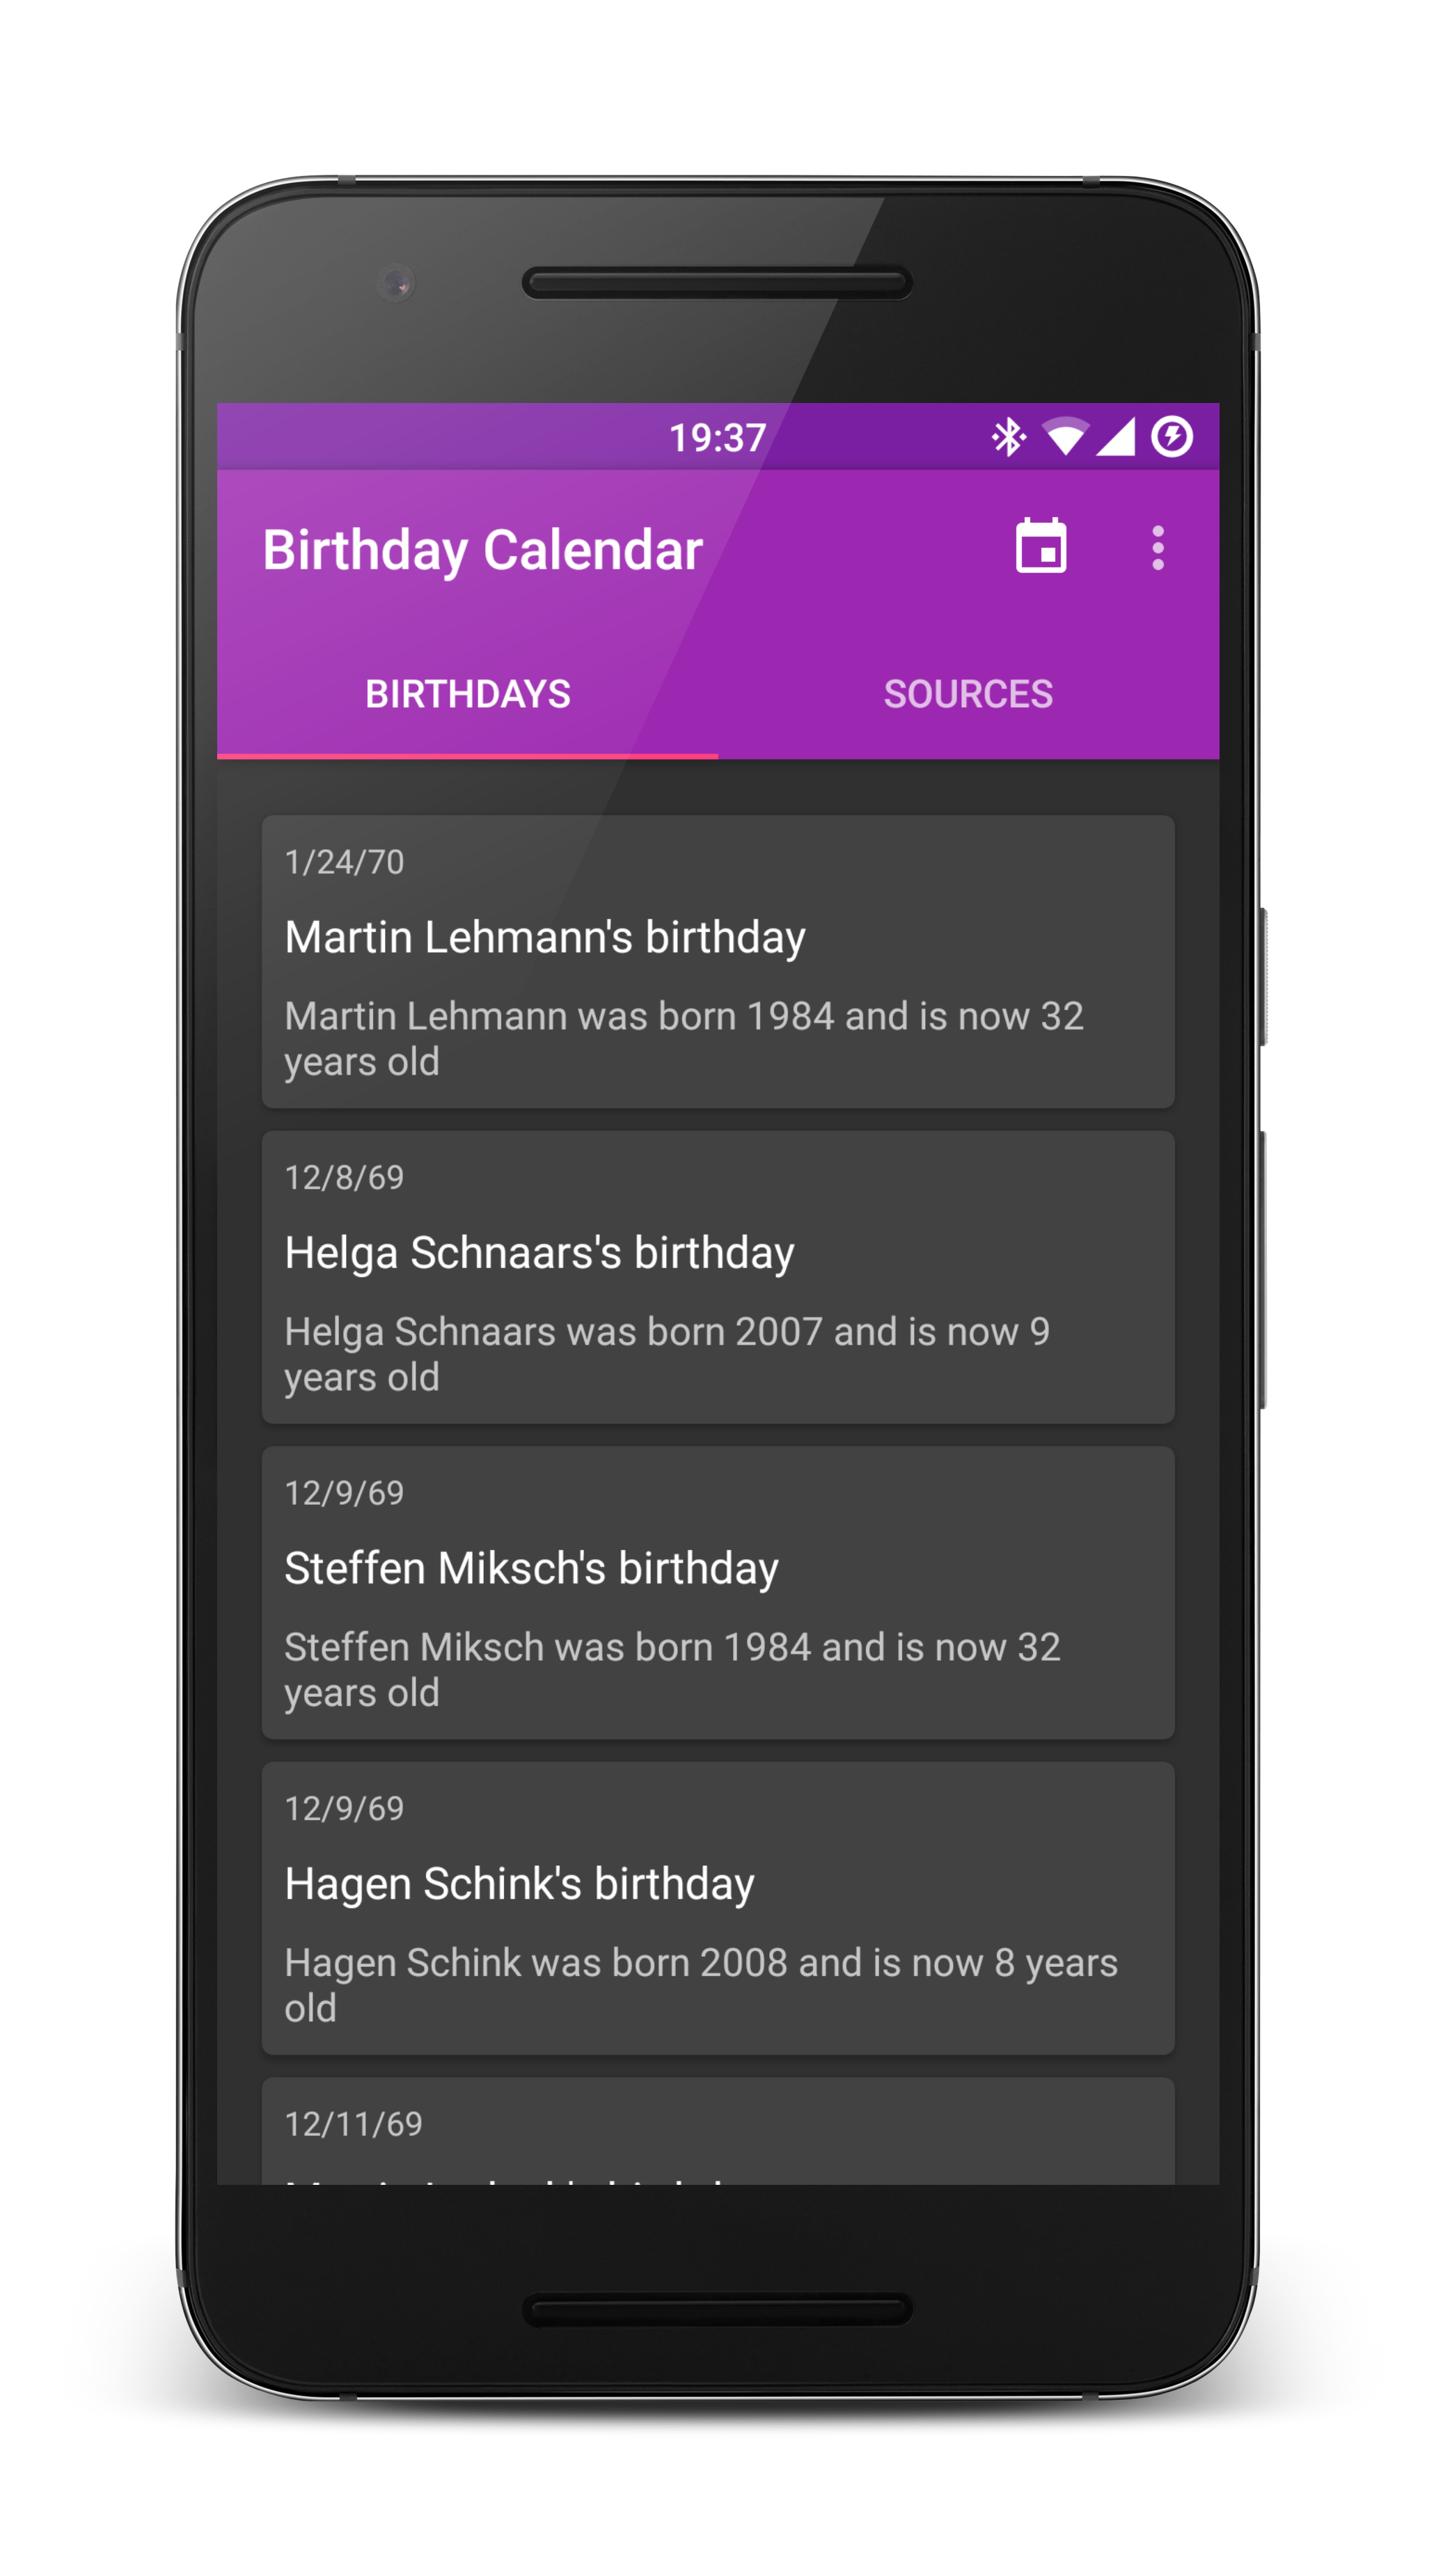 19:37
Birthday Calendar
BIRTHDAYS SOURCES
1/24/70
Martin Lehmann's birthday
Martin Lehmann was born 1984 and is now 32
years old
12/8/69
Helga Schnaars's birthday
Helga Schnaars was born 2007 and is now 9
years old
12/9/69
Steffen Miksch's birthday
Steffen Miksch was born 1984 and is now 32
years old
12/9/69
Hagen Schink's birthday
Hagen Schink was born 2008 and is now 8 years
old
12/11/69